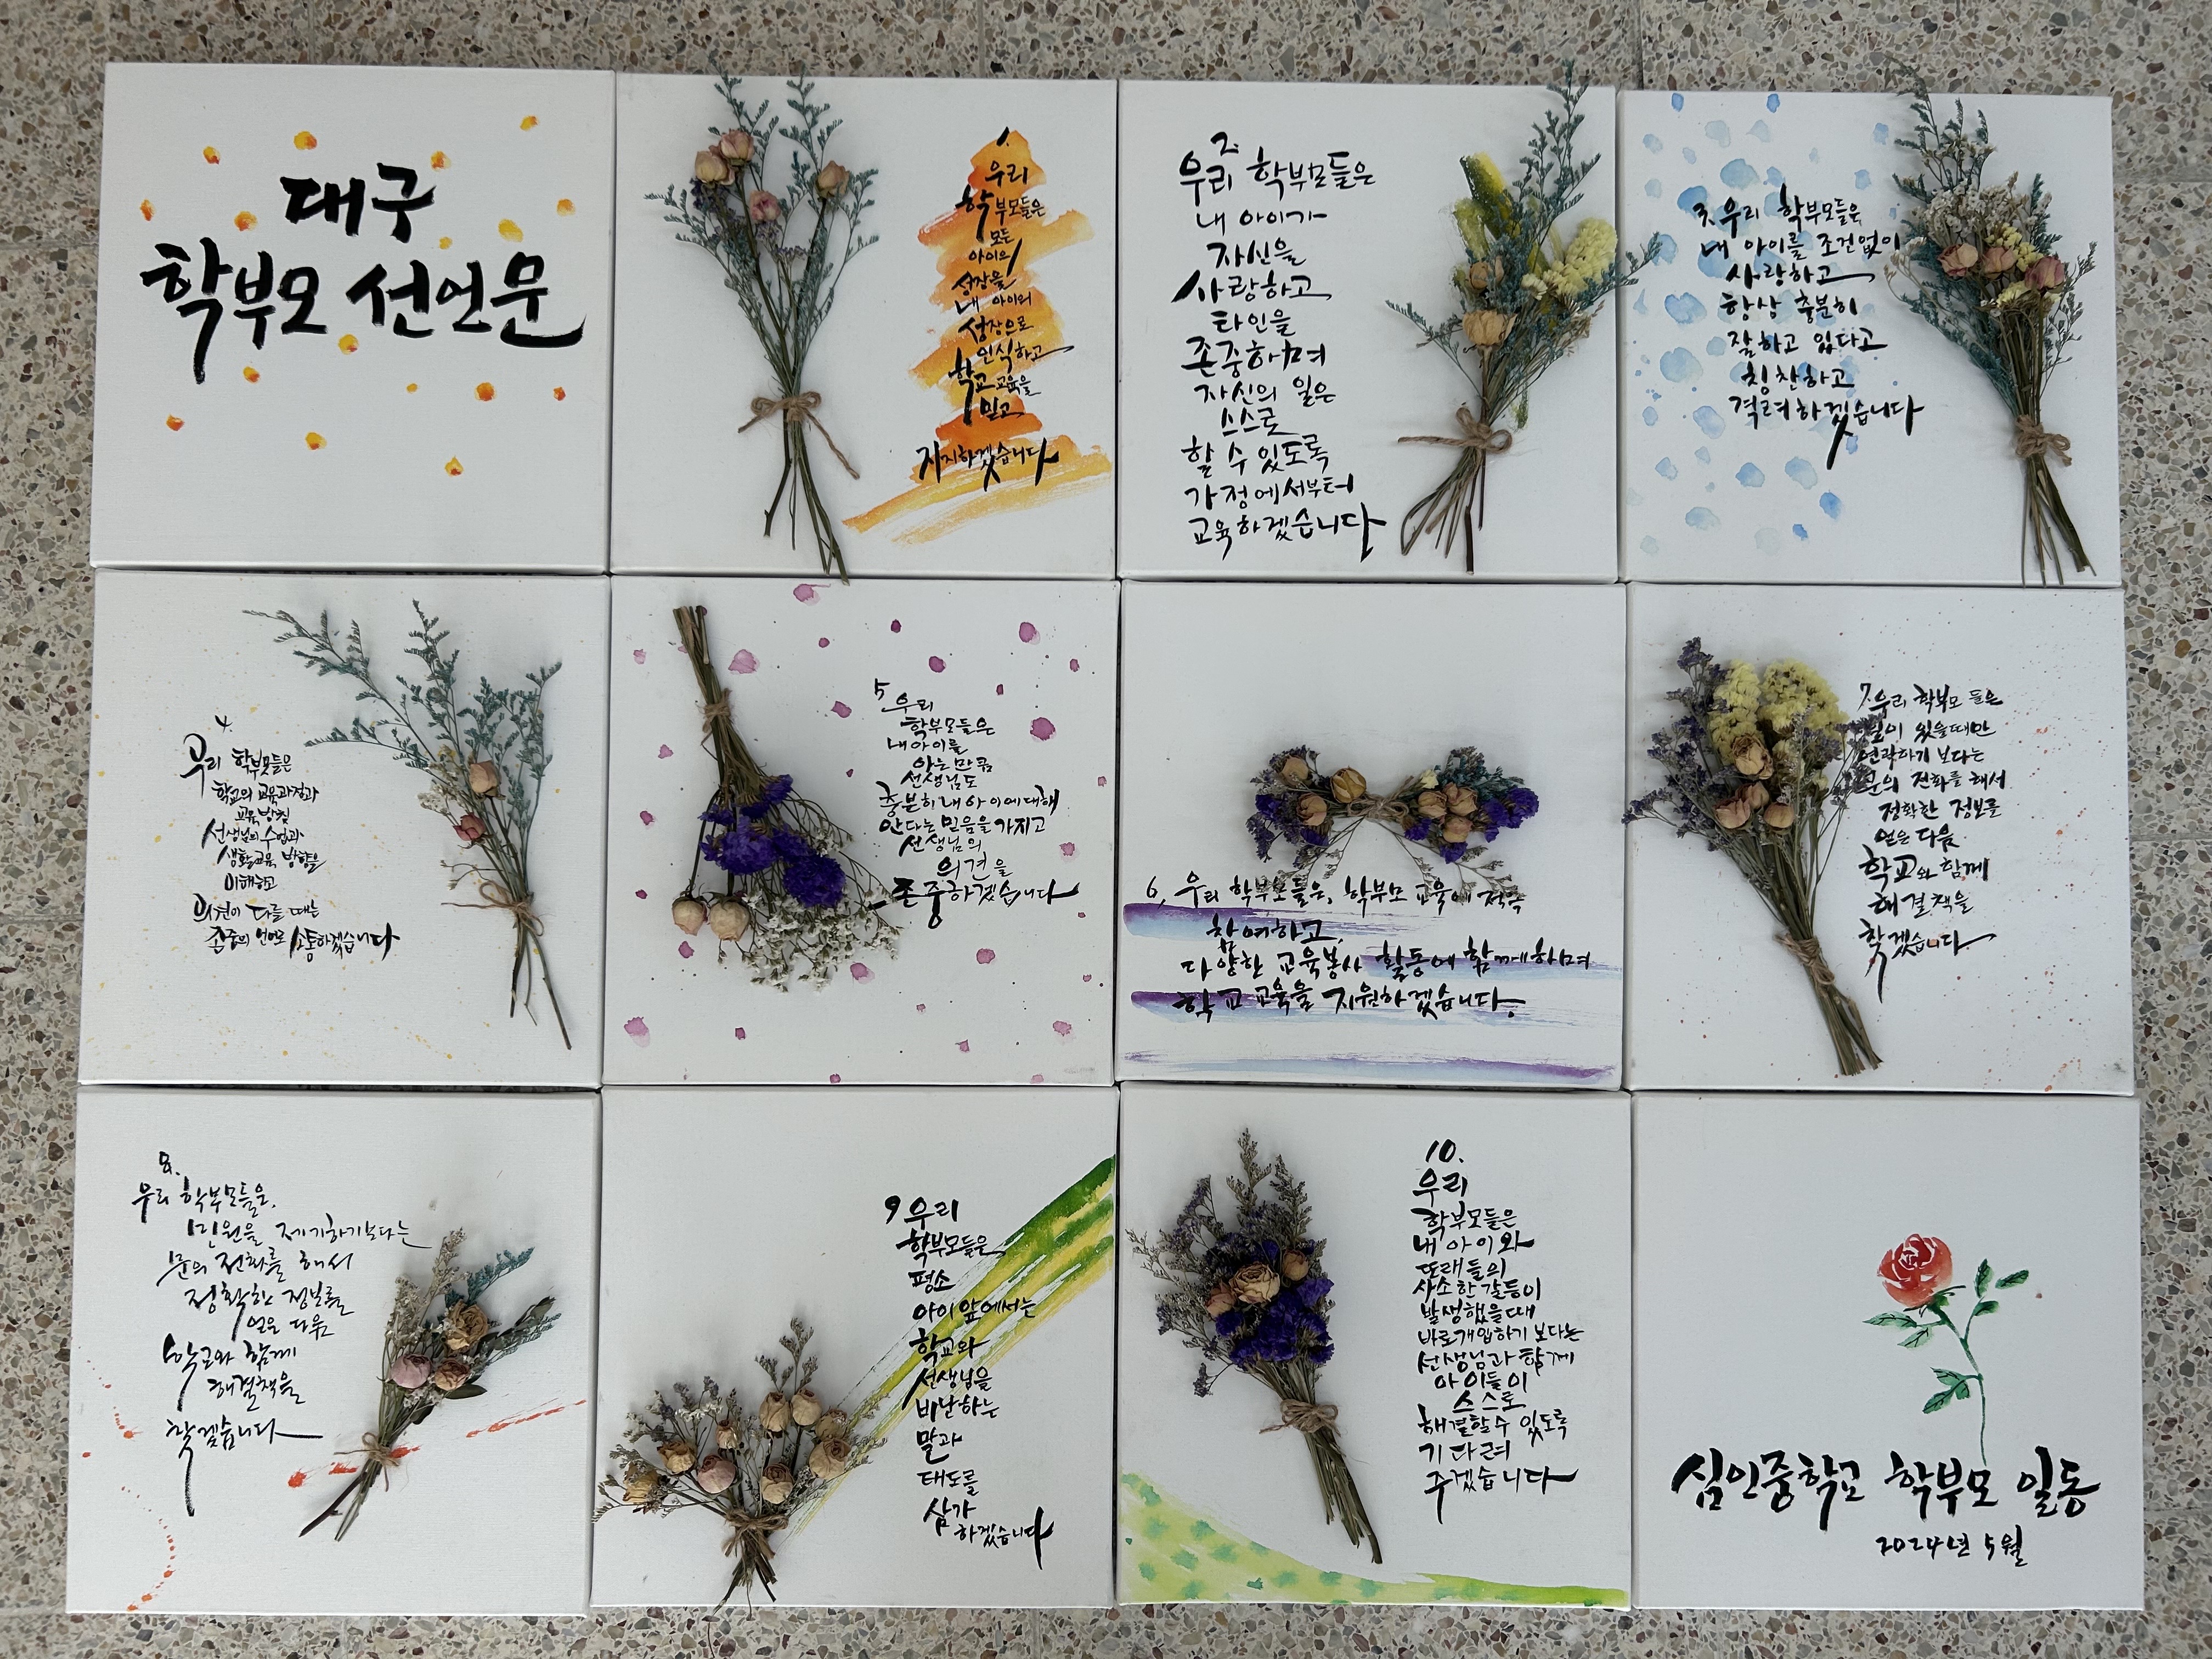 대구
학부모 선언문
1.
우리
학부모들은
모든
아이의
성장을
내 아이의
성장으로
인식하고
학교 교육을
믿고
지지하겠습니다
2.
우리 학부모들은
내 아이가
자신을
사랑하고
타인을
존중하며
자신의 일은
스스로
할 수 있도록
가정에서부터
교육하겠습니다
3. 우리 학부모들은
내 아이를 조건없이
사랑하고
항상 충분히
잘하고 있다고
칭찬하고
격려하겠습니다
4.
우리 학부모들은
학교의 교육과정과
교육방침
선생님의 수업과
생활교육 방향을
이해하고
의견이 다를 때는
존중의 언어로 소통하겠습니다
5.
우리
학부모들은
내 아이를
아는 만큼
선생님도
충분히 내 아이에 대해
안다는 믿음을 가지고
선생님의
의견을
존중하겠습니다
6. 우리 학부모들은, 학부모 교육에 적극
참여하고,
다양한 교육봉사 활동에 함께하며
학교 교육을 지원하겠습니다.
7. 우리 학부모들은
일이 있을때만
연락하기 보다는
문의 전화를 해서
정확한 정보를
얻은 다음
학교와 함께
해결책을
찾겠습니다
8.
우리 학부모들은,
민원을 제기하기보다는
문의 전화를 해서
정확한 정보를
얻은 다음
학교와 함께
해결책을
찾겠습니다
9 우리
학부모들은
평소
아이 앞에서는
학교와
선생님을
비난하는
말과
태도를
삼가
하겠습니다
10.
우리
학부모들은
내 아이와
또래들의
사소한 갈등이
발생했을때
바로개입하기 보다는
선생님과 함께
아이들이
스스로
해결할수 있도록
기다려
주겠습니다
심인중학교 학부모 일동
2024년 5월